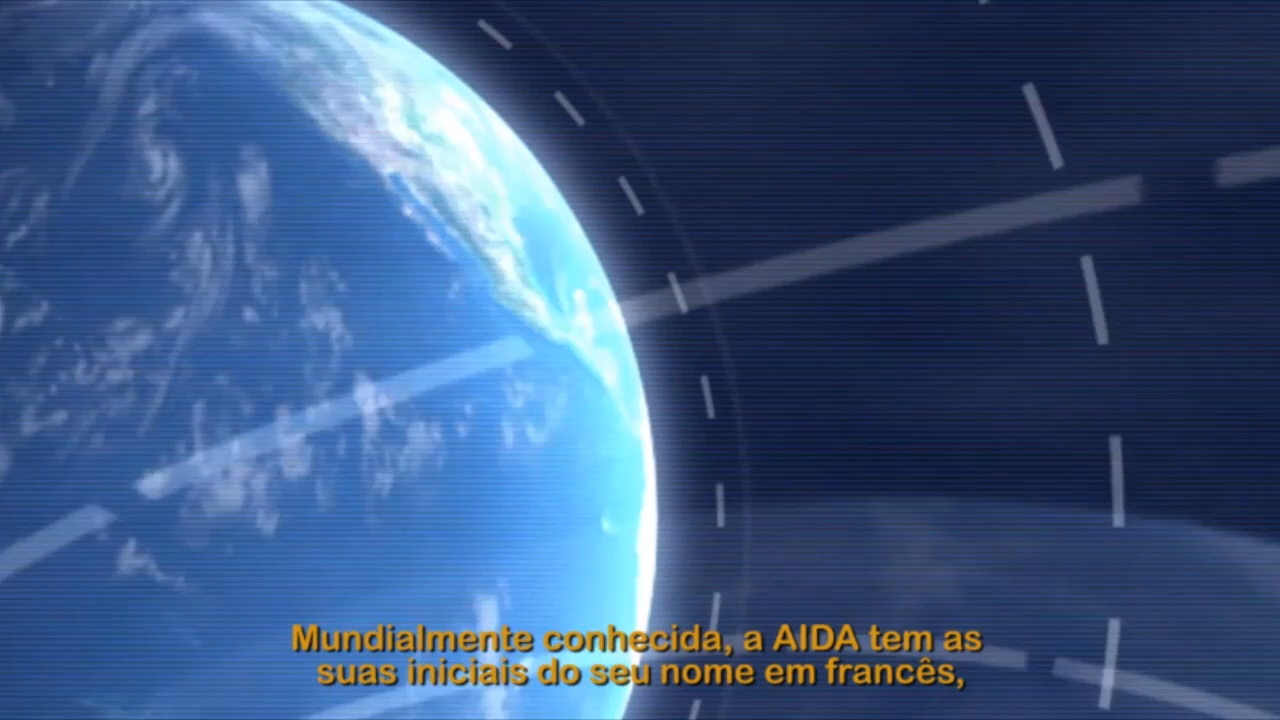 Mundialmente conhecida, a AIDA tem as
suas iniciais do seu nome em francês,